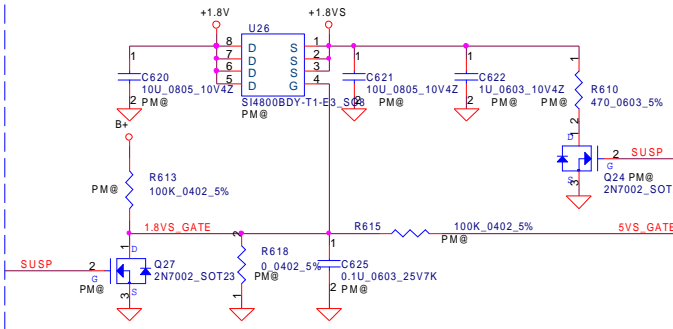 +1.8V
U26
+1.8VS
8 D S 1
7 D S 2
6 D S 3
5 D G 4
1
C620
10U_0805_10V4Z
2
PM@
SI4800BDY-T1-E3_SO8
PM@
1
C621
10U_0805_10V4Z
2
PM@
1
C622
1U_0603_10V4Z
2
PM@
1
R610
470_0603_5%
PM@
2
B+
R613
PM@
100K_0402_5%
1
D
SUSP
2
G
Q24 PM@
S
3
2N7002_SOT
1.8VS_GATE
R615
100K_0402_5%
PM@
5VS_GATE
SUSP
2
G
PM@
1
D
Q27
2N7002_SOT23
S
3
2
R618
0_0402_5%
PM@
1
1
C625
0.1U_0603_25V7K
2
PM@